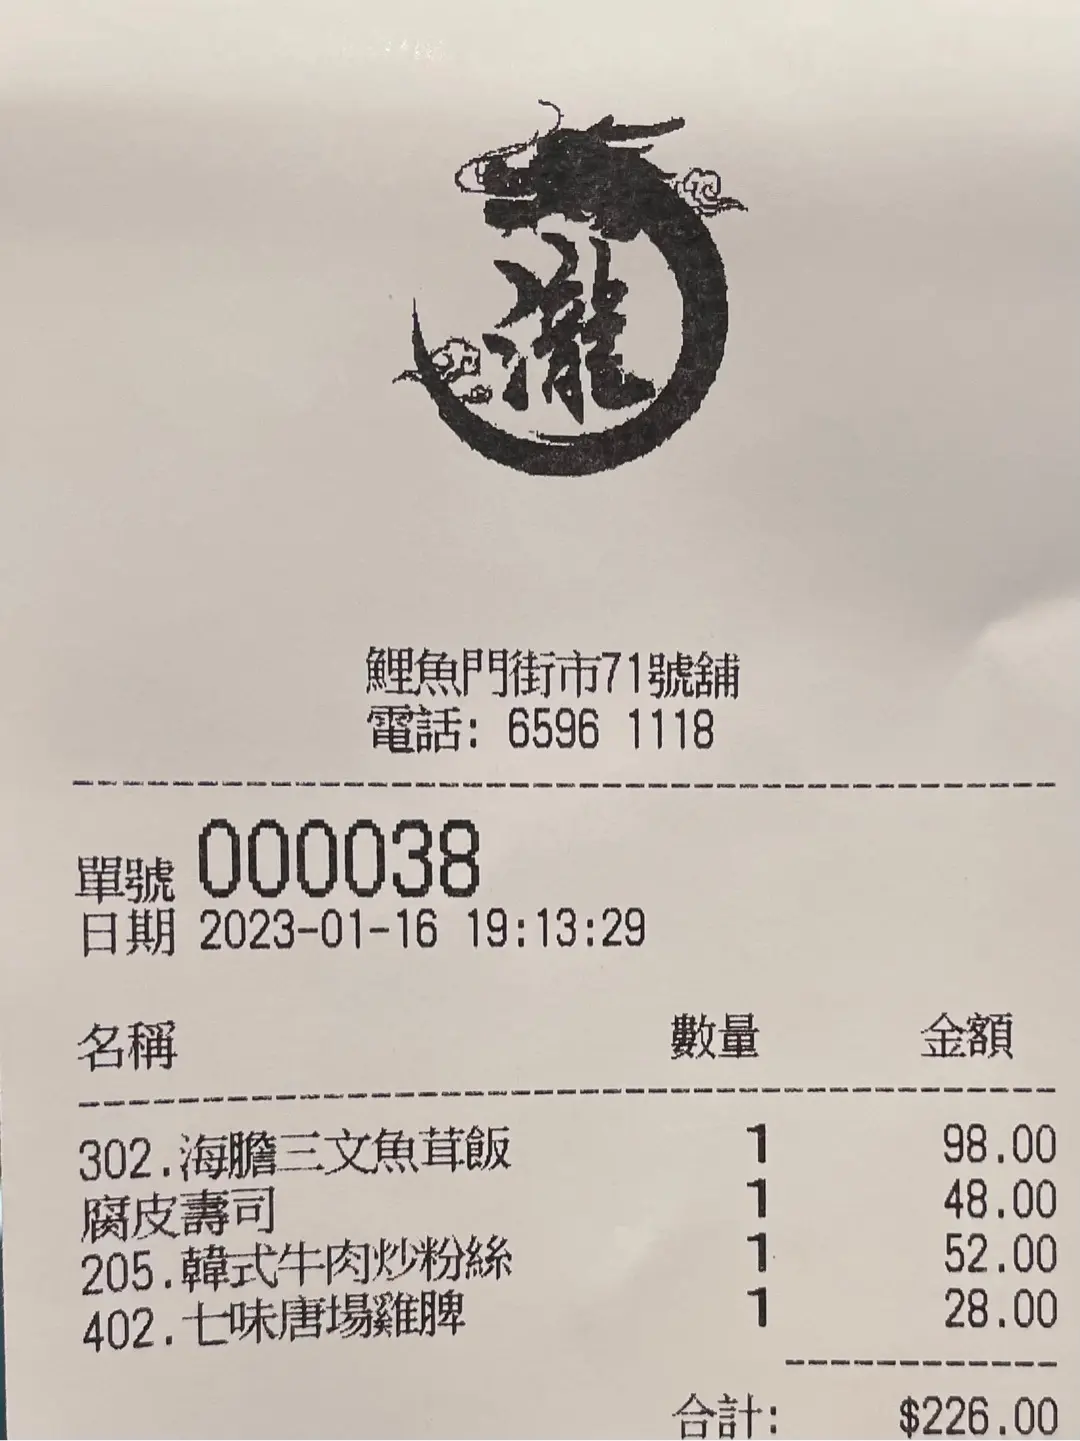 瀧
鯉魚門街市71號舖
電話: 6596 1118
單號 000038
日期 2023-01-16 19:13:29
名稱 數量 金額
302.海膽三文魚茸飯 1 98.00
腐皮壽司 1 48.00
205.韓式牛肉炒粉絲 1 52.00
402.七味唐場雞脾 1 28.00
合計: $226.00